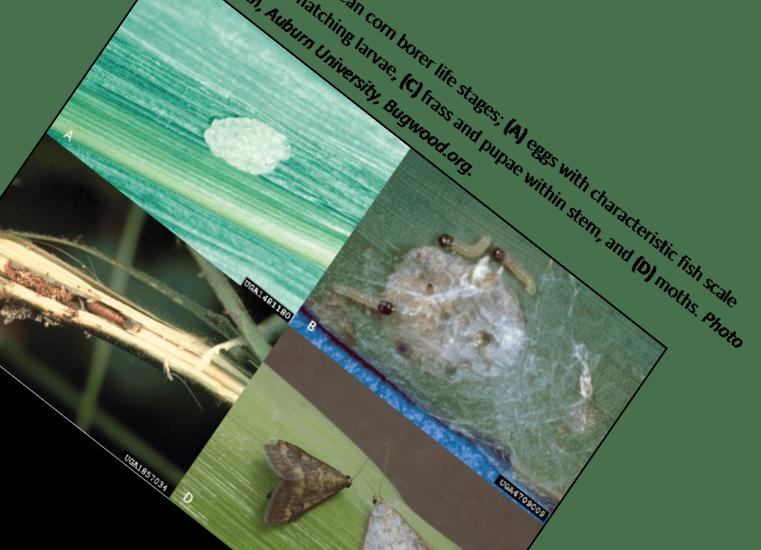 corn borer life stages; (A) eggs with characteristic fish scale
hatching larvae, (C) frass and pupae within stem, and (D) moths. Photo
Auburn University, Bugwood.org.
A
UGA1481180
B
UGA4709009
UGA1857034
D